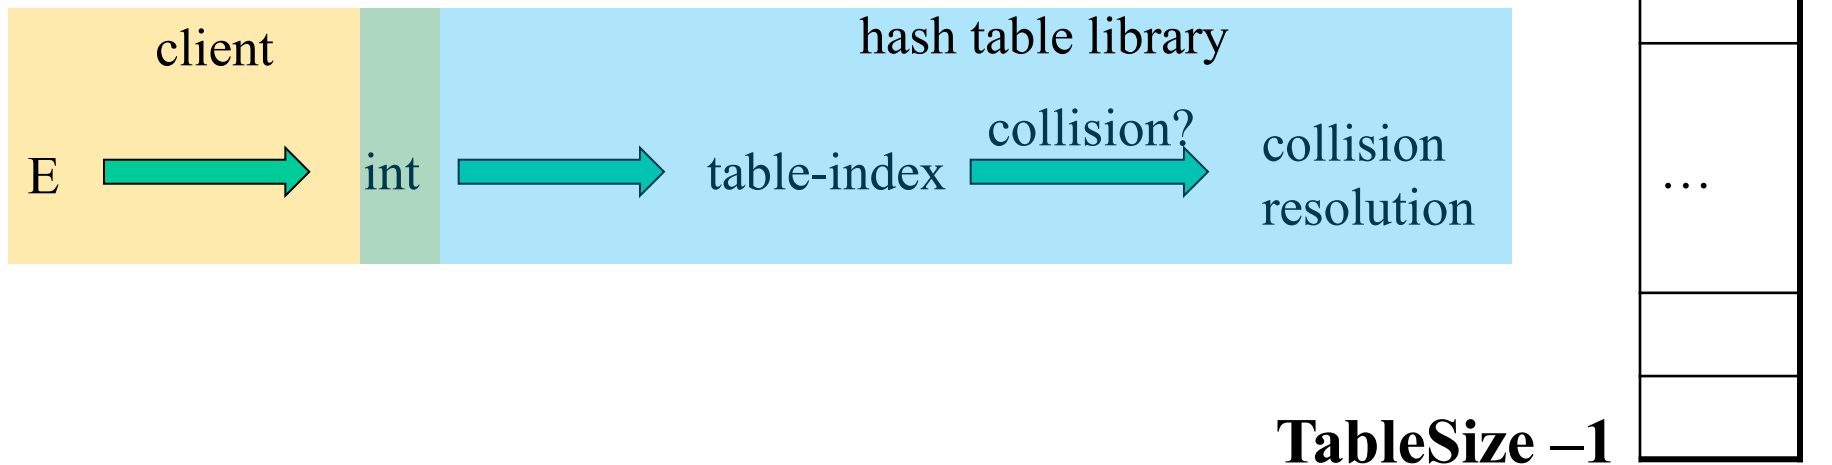 client
hash table library
E
int
table-index
collision?
collision
resolution
…
TableSize –1